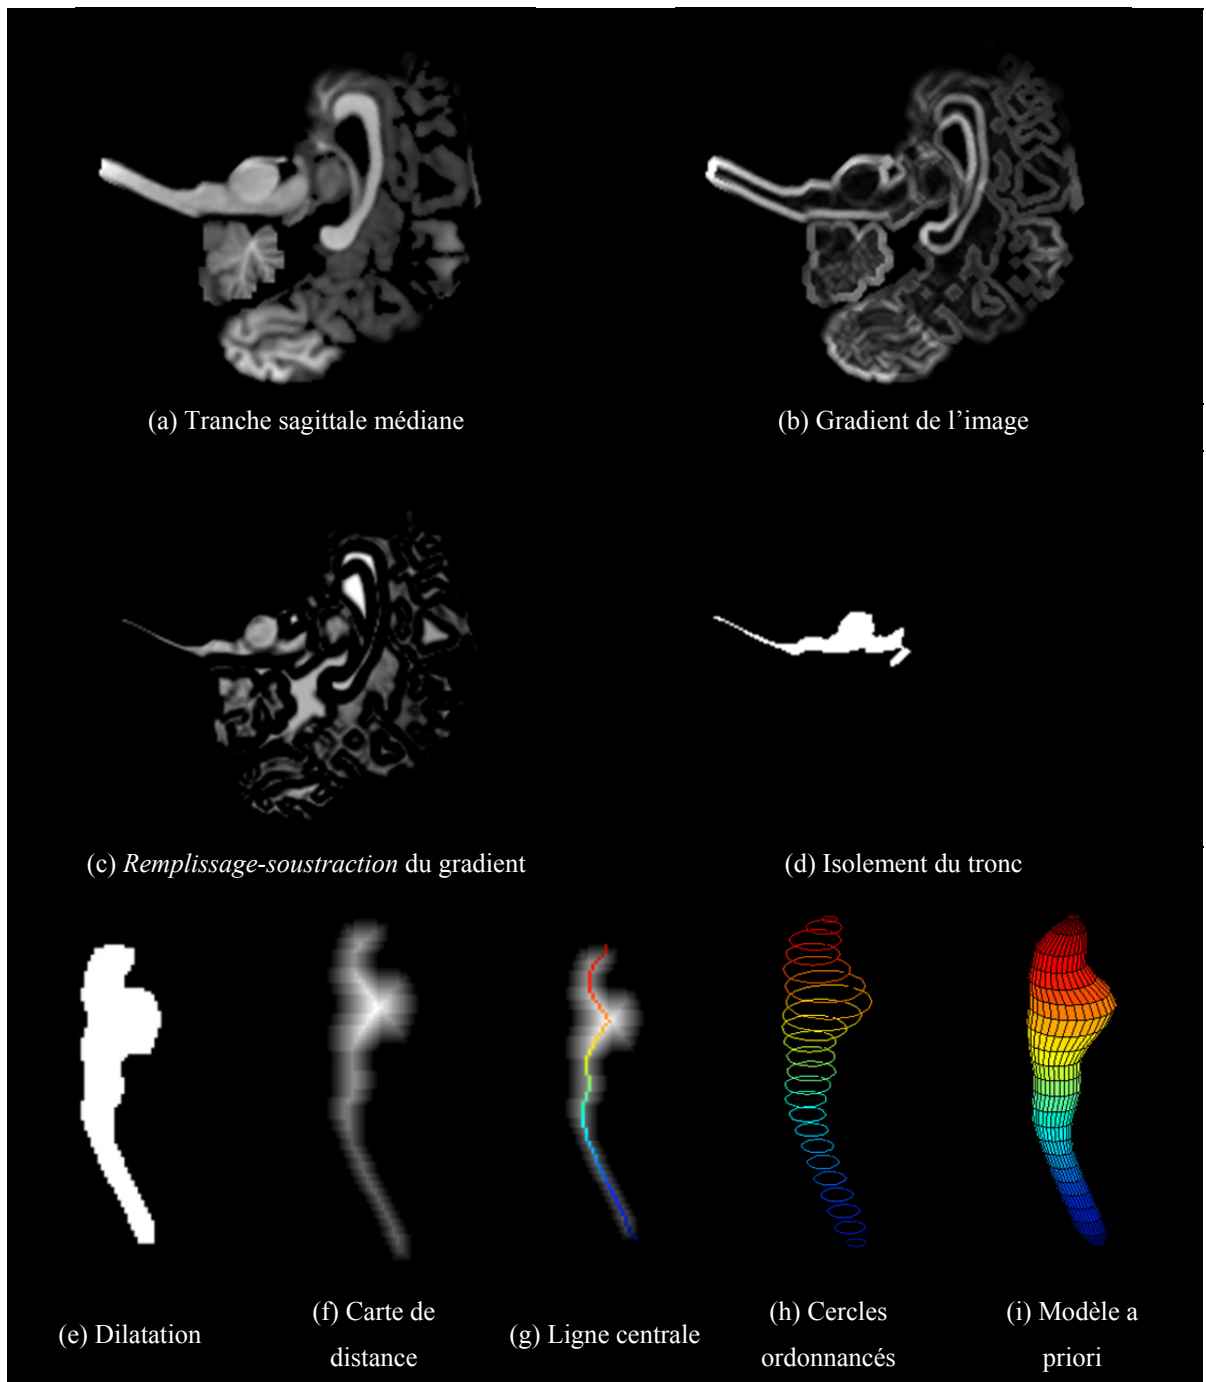 (a) Tranche sagittale médiane
(b) Gradient de l’image
(c) Remplissage-soustraction du gradient
(d) Isolement du tronc
(e) Dilatation
(f) Carte de
distance
(g) Ligne centrale
(h) Cercles
ordonnancés
(i) Modèle a
priori